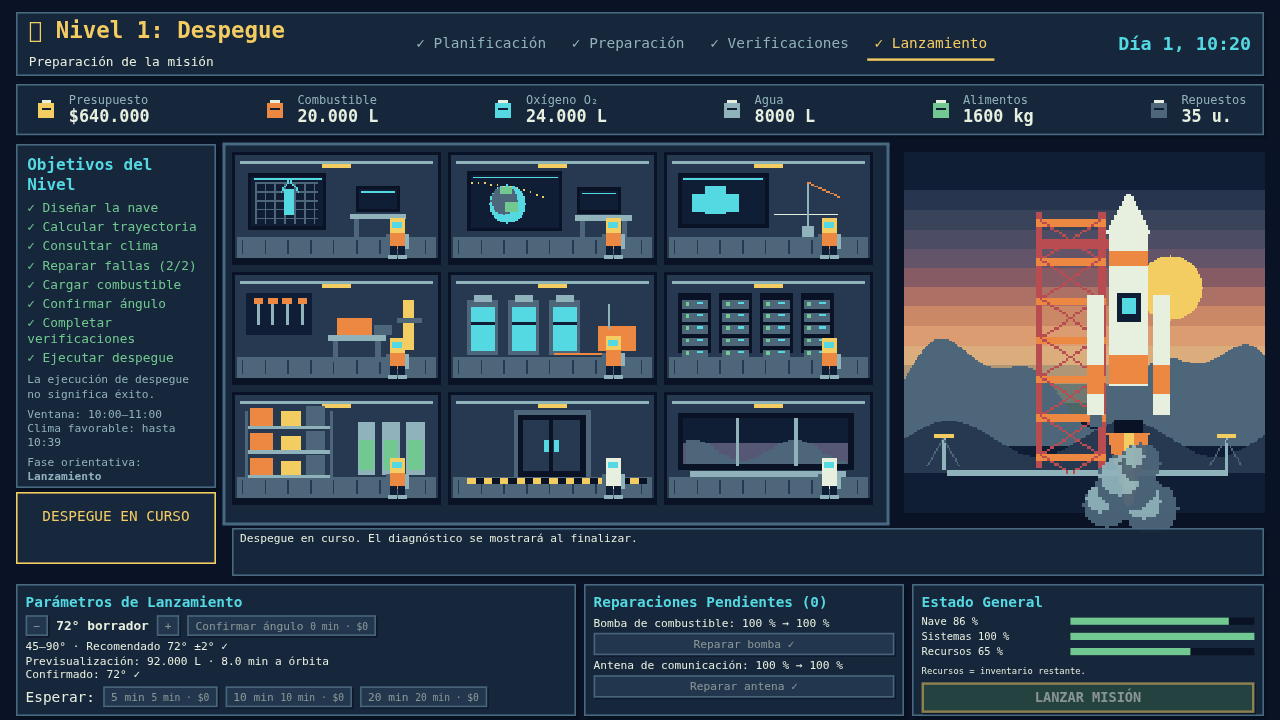 Nivel 1: Despegue
Preparación de la misión
✓ Planificación
✓ Preparación
✓ Verificaciones
✓ Lanzamiento
Día 1, 10:20
Presupuesto
$640.000
Combustible
20.000 L
Oxígeno O₂
24.000 L
Agua
8000 L
Alimentos
1600 kg
Repuestos
35 u.
Objetivos del
Nivel
✓ Diseñar la nave
✓ Calcular trayectoria
✓ Consultar clima
✓ Reparar fallas (2/2)
✓ Cargar combustible
✓ Confirmar ángulo
✓ Completar
verificaciones
✓ Ejecutar despegue
La ejecución de despegue
no significa éxito.
Ventana: 10:00–11:00
Clima favorable: hasta
10:39
Fase orientativa:
Lanzamiento
DESPEGUE EN CURSO
Despegue en curso. El diagnóstico se mostrará al finalizar.
Parámetros de Lanzamiento
− 72° borrador + Confirmar ángulo 0 min · $0
45–90° · Recomendado 72° ±2° ✓
Previsualización: 92.000 L · 8.0 min a órbita
Confirmado: 72° ✓
Esperar: 5 min 5 min · $0 10 min 10 min · $0 20 min 20 min · $0
Reparaciones Pendientes (0)
Bomba de combustible: 100 % → 100 %
Reparar bomba ✓
Antena de comunicación: 100 % → 100 %
Reparar antena ✓
Estado General
Nave 86 %
Sistemas 100 %
Recursos 65 %
Recursos = inventario restante.
LANZAR MISIÓN